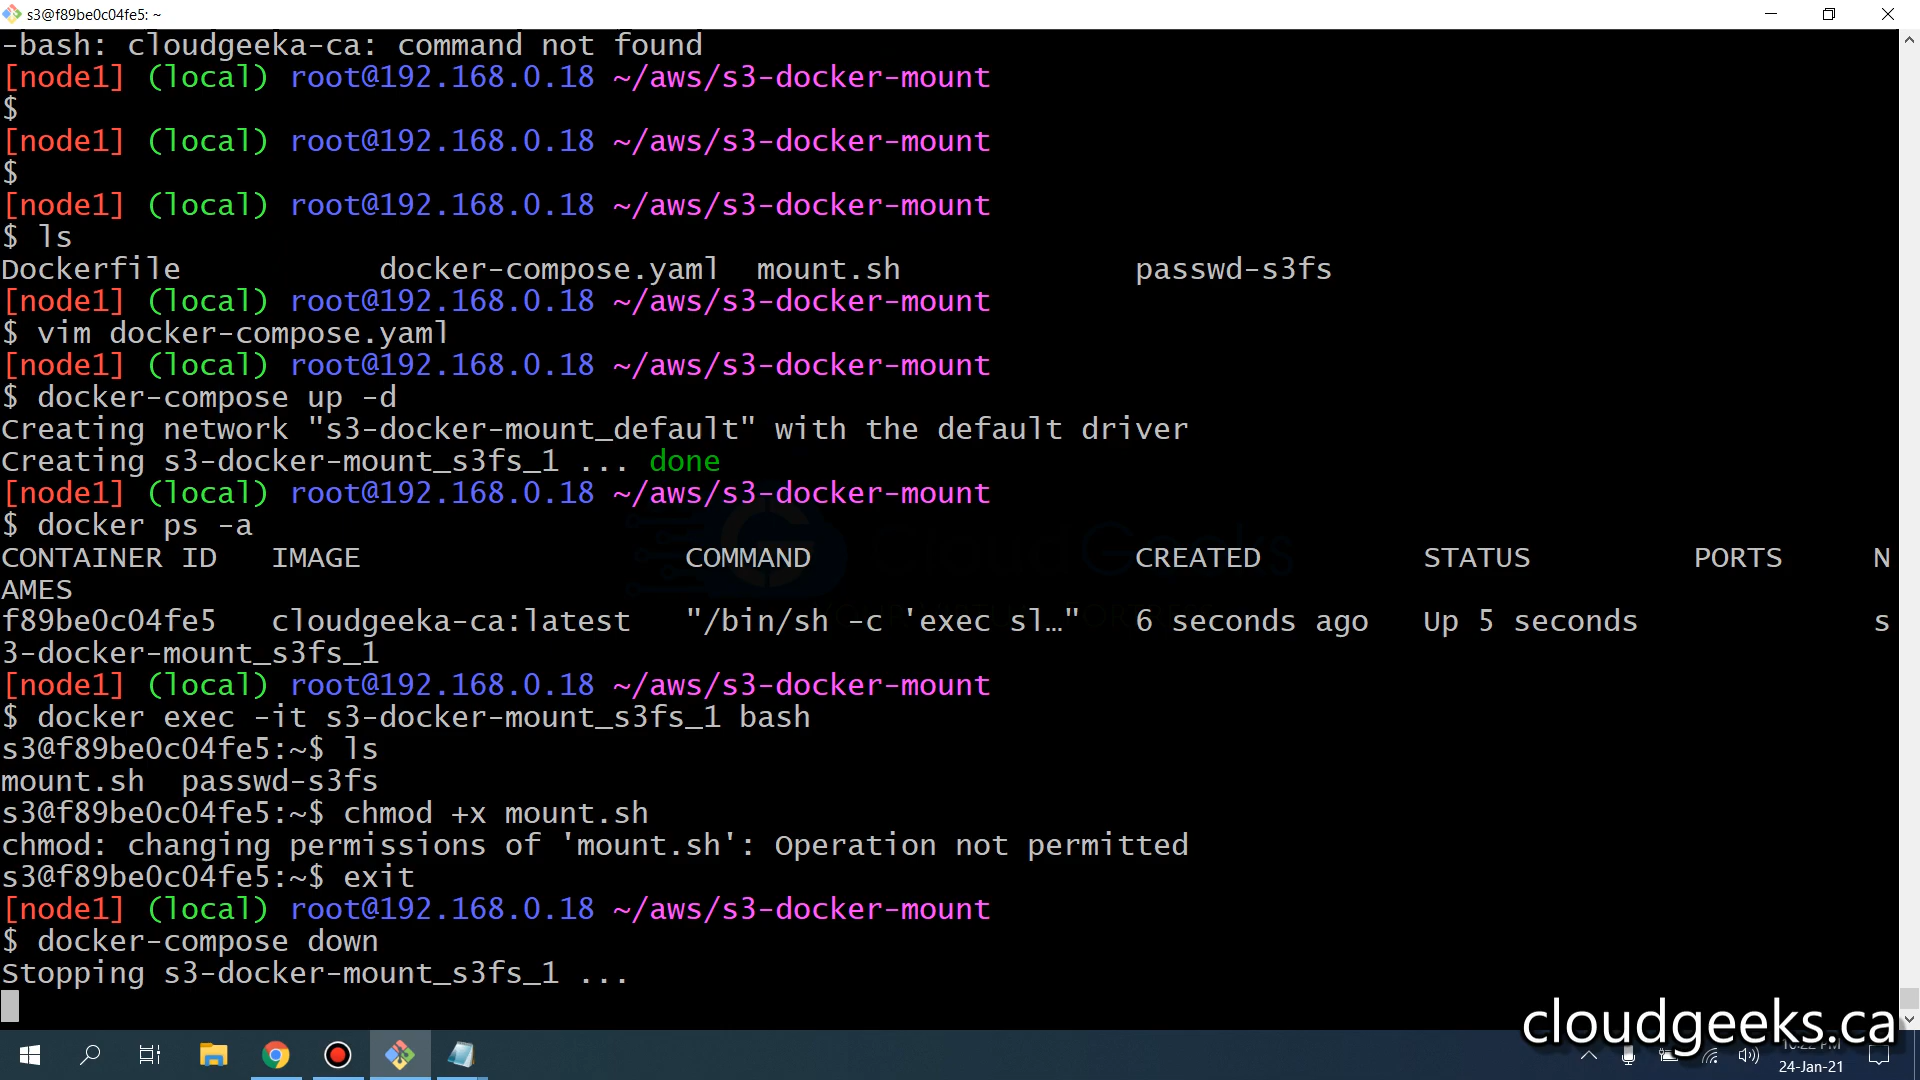 s3@f89be0c04fe5: ~
-bash: cloudgeeka-ca: command not found
[node1] (local) root@192.168.0.18 ~/aws/s3-docker-mount
$
[node1] (local) root@192.168.0.18 ~/aws/s3-docker-mount
$
[node1] (local) root@192.168.0.18 ~/aws/s3-docker-mount
$ ls
Dockerfile docker-compose.yaml mount.sh passwd-s3fs
[node1] (local) root@192.168.0.18 ~/aws/s3-docker-mount
$ vim docker-compose.yaml
[node1] (local) root@192.168.0.18 ~/aws/s3-docker-mount
$ docker-compose up -d
Creating network "s3-docker-mount_default" with the default driver
Creating s3-docker-mount_s3fs_1 ... done
[node1] (local) root@192.168.0.18 ~/aws/s3-docker-mount
$ docker ps -a
CONTAINER ID IMAGE COMMAND CREATED STATUS PORTS N
AMES
f89be0c04fe5 cloudgeeka-ca:latest "/bin/sh -c 'exec sl…" 6 seconds ago Up 5 seconds s
3-docker-mount_s3fs_1
[node1] (local) root@192.168.0.18 ~/aws/s3-docker-mount
$ docker exec -it s3-docker-mount_s3fs_1 bash
s3@f89be0c04fe5:~$ ls
mount.sh passwd-s3fs
s3@f89be0c04fe5:~$ chmod +x mount.sh
chmod: changing permissions of 'mount.sh': Operation not permitted
s3@f89be0c04fe5:~$ exit
[node1] (local) root@192.168.0.18 ~/aws/s3-docker-mount
$ docker-compose down
Stopping s3-docker-mount_s3fs_1 ...
cloudgeeks.ca
24-Jan-21